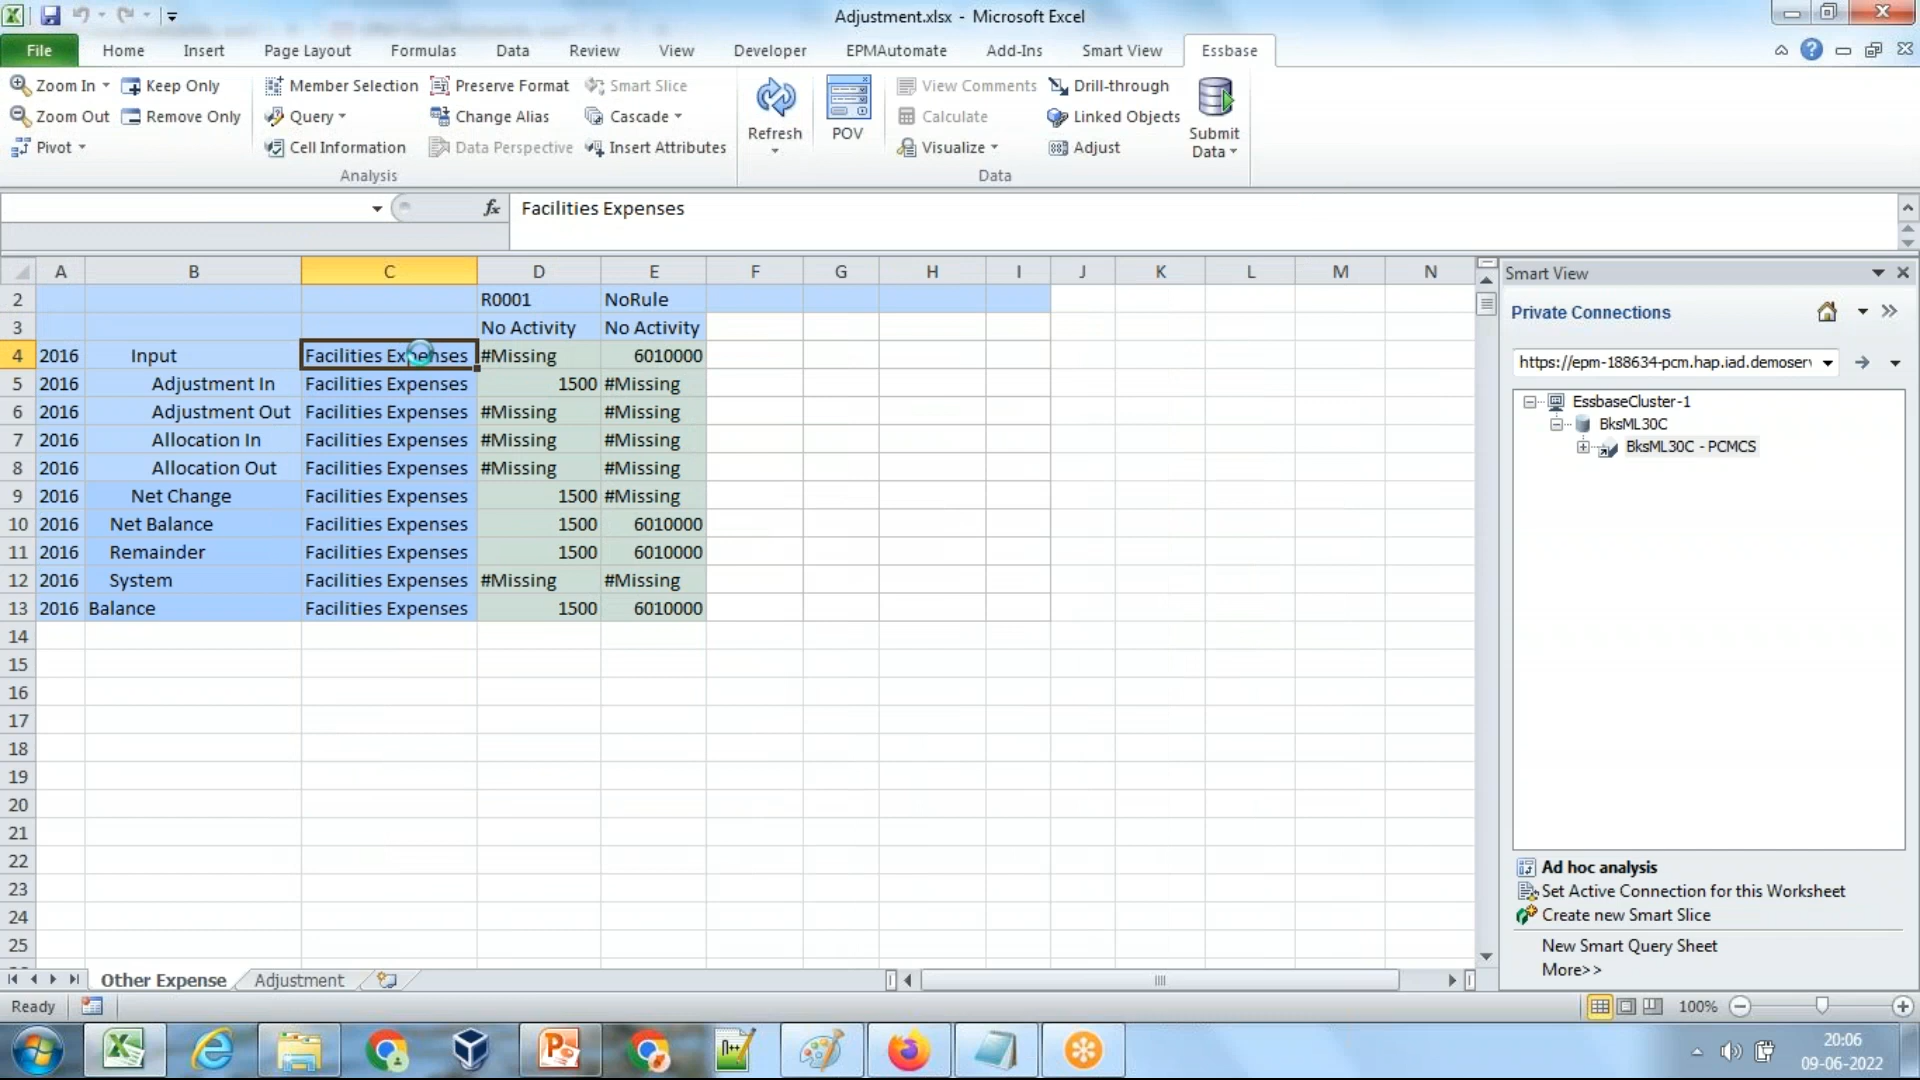 Adjustment.xlsx - Microsoft Excel
File Home Insert Page Layout Formulas Data Review View Developer EPMAutomate Add-Ins Smart View Essbase
Zoom In Keep Only Member Selection Preserve Format Smart Slice View Comments Drill-through
Zoom Out Remove Only Query Change Alias Cascade Refresh POV Calculate Linked Objects Submit Data
Pivot Cell Information Data Perspective Insert Attributes Visualize Adjust
Analysis Data
fx Facilities Expenses
A B C D E F G H I J K L M N
2 R0001 NoRule
3 No Activity No Activity
4 2016 Input Facilities Expenses #Missing 6010000
5 2016 Adjustment In Facilities Expenses 1500 #Missing
6 2016 Adjustment Out Facilities Expenses #Missing #Missing
7 2016 Allocation In Facilities Expenses #Missing #Missing
8 2016 Allocation Out Facilities Expenses #Missing #Missing
9 2016 Net Change Facilities Expenses 1500 #Missing
10 2016 Net Balance Facilities Expenses 1500 6010000
11 2016 Remainder Facilities Expenses 1500 6010000
12 2016 System Facilities Expenses #Missing #Missing
13 2016 Balance Facilities Expenses 1500 6010000
14
15
16
17
18
19
20
21
22
23
24
25
Smart View
Private Connections
https://epm-188634-pcm.hap.iad.demoser
EssbaseCluster-1
BksML30C
BksML30C - PCMCS
Ad hoc analysis
Set Active Connection for this Worksheet
Create new Smart Slice
New Smart Query Sheet
More>>
Other Expense Adjustment
Ready 100%
20:06
09-06-2022